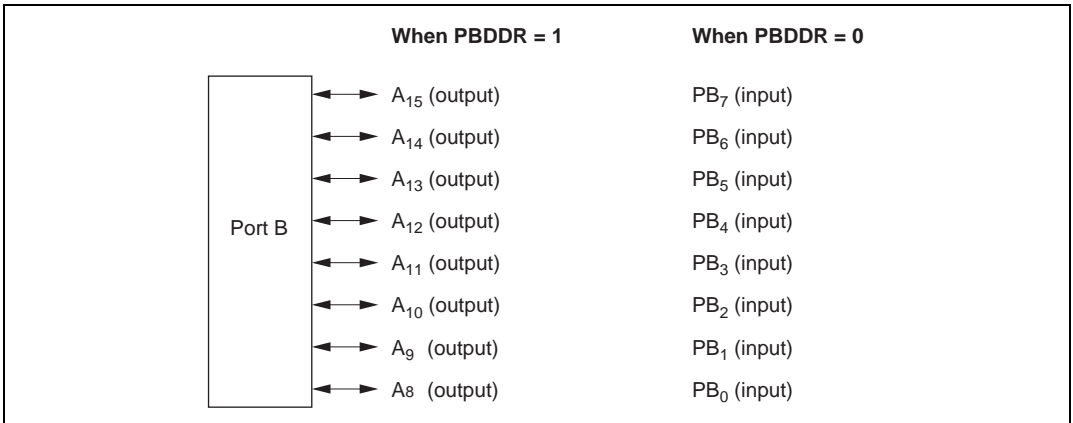 When PBDDR = 1 When PBDDR = 0
A₁₅ (output) PB₇ (input)
A₁₄ (output) PB₆ (input)
A₁₃ (output) PB₅ (input)
Port B A₁₂ (output) PB₄ (input)
A₁₁ (output) PB₃ (input)
A₁₀ (output) PB₂ (input)
A₉ (output) PB₁ (input)
A8 (output) PB₀ (input)